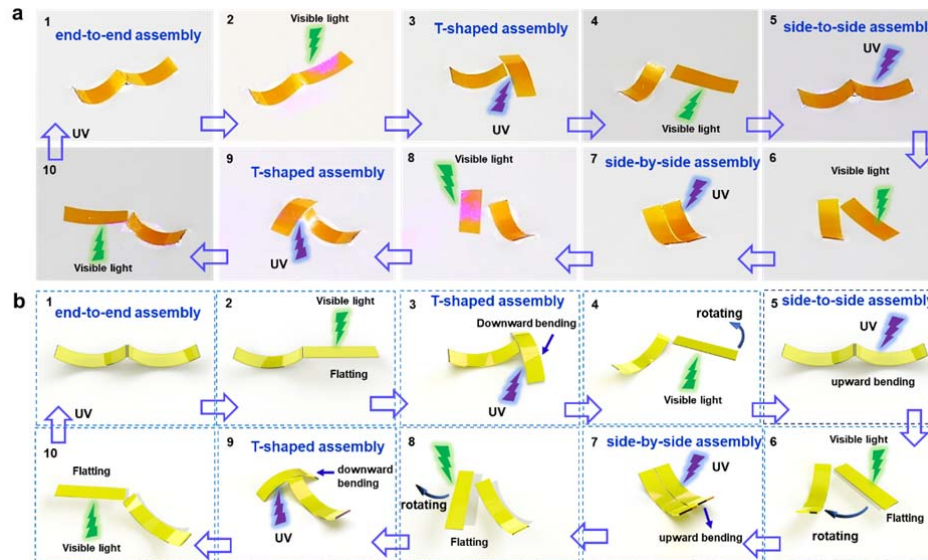 a
1
end-to-end assembly
2
Visible light
3
T-shaped assembly
UV
4
Visible light
5
side-to-side assembly
UV
UV
10
Visible light
9
T-shaped assembly
UV
8
Visible light
7
side-by-side assembly
UV
6
Visible light
b
1
end-to-end assembly
2
Visible light
Flatting
3
T-shaped assembly
Downward bending
UV
4
rotating
Visible light
5
side-to-side assembly
UV
upward bending
UV
10
Flatting
Visible light
9
T-shaped assembly
downward
bending
UV
8
rotating
Flatting
7
side-by-side assembly
UV
upward bending
6
Visible light
Flatting
rotating